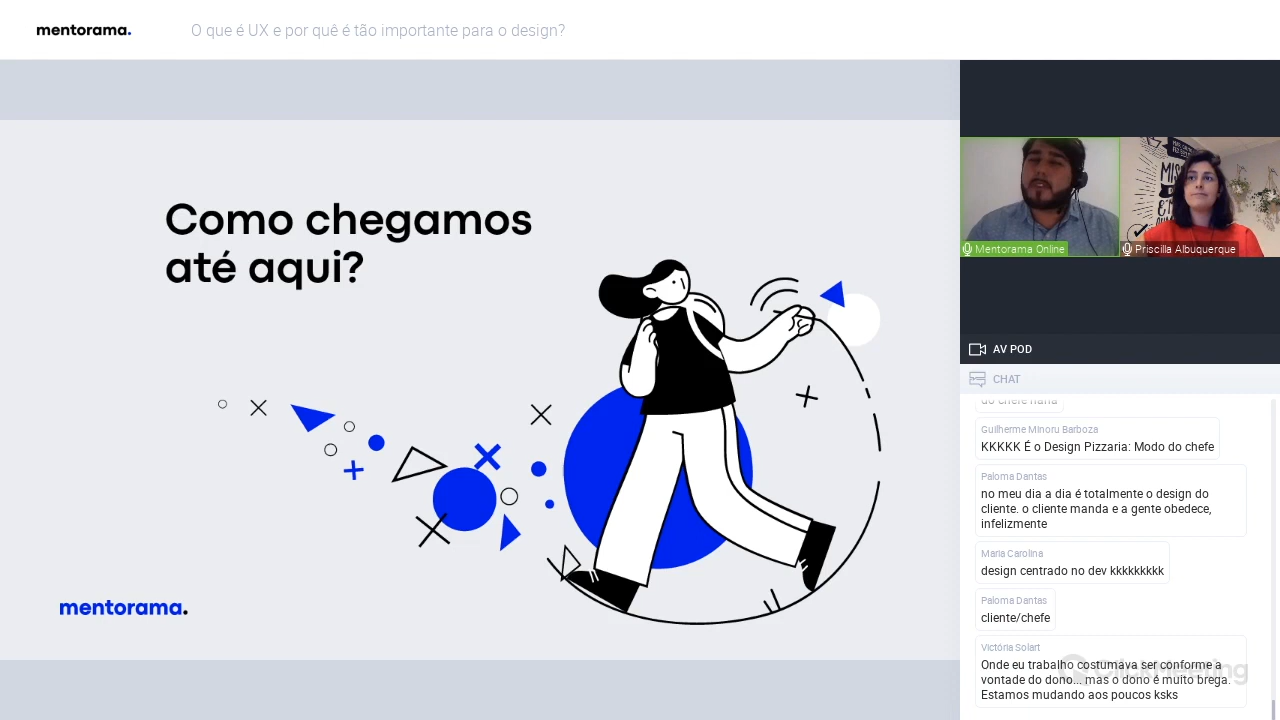 mentorama.
O que é UX e por quê é tão importante para o design?
Como chegamos
até aqui?
mentorama.
Mentorama Online
Priscilla Albuquerque
AV POD
CHAT
do chefe haha
Guilherme Minoru Barboza
KKKKK É o Design Pizzaria: Modo do chefe
Paloma Dantas
no meu dia a dia é totalmente o design do
cliente. o cliente manda e a gente obedece,
infelizmente
Maria Carolina
design centrado no dev kkkkkkkkk
Paloma Dantas
cliente/chefe
Victória Solart
Onde eu trabalho costumava ser conforme a
vontade do dono... mas o dono é muito brega.
Estamos mudando aos poucos ksks
ClickMeeting